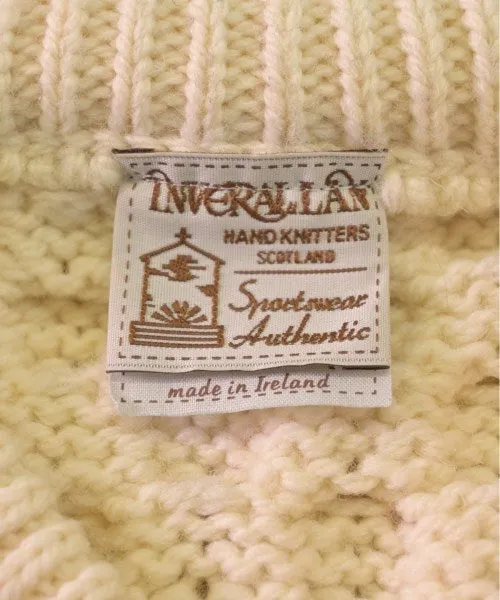 INVERALLAN
HAND KNITTERS
SCOTLAND
Sportswear
Authentic
made in Ireland